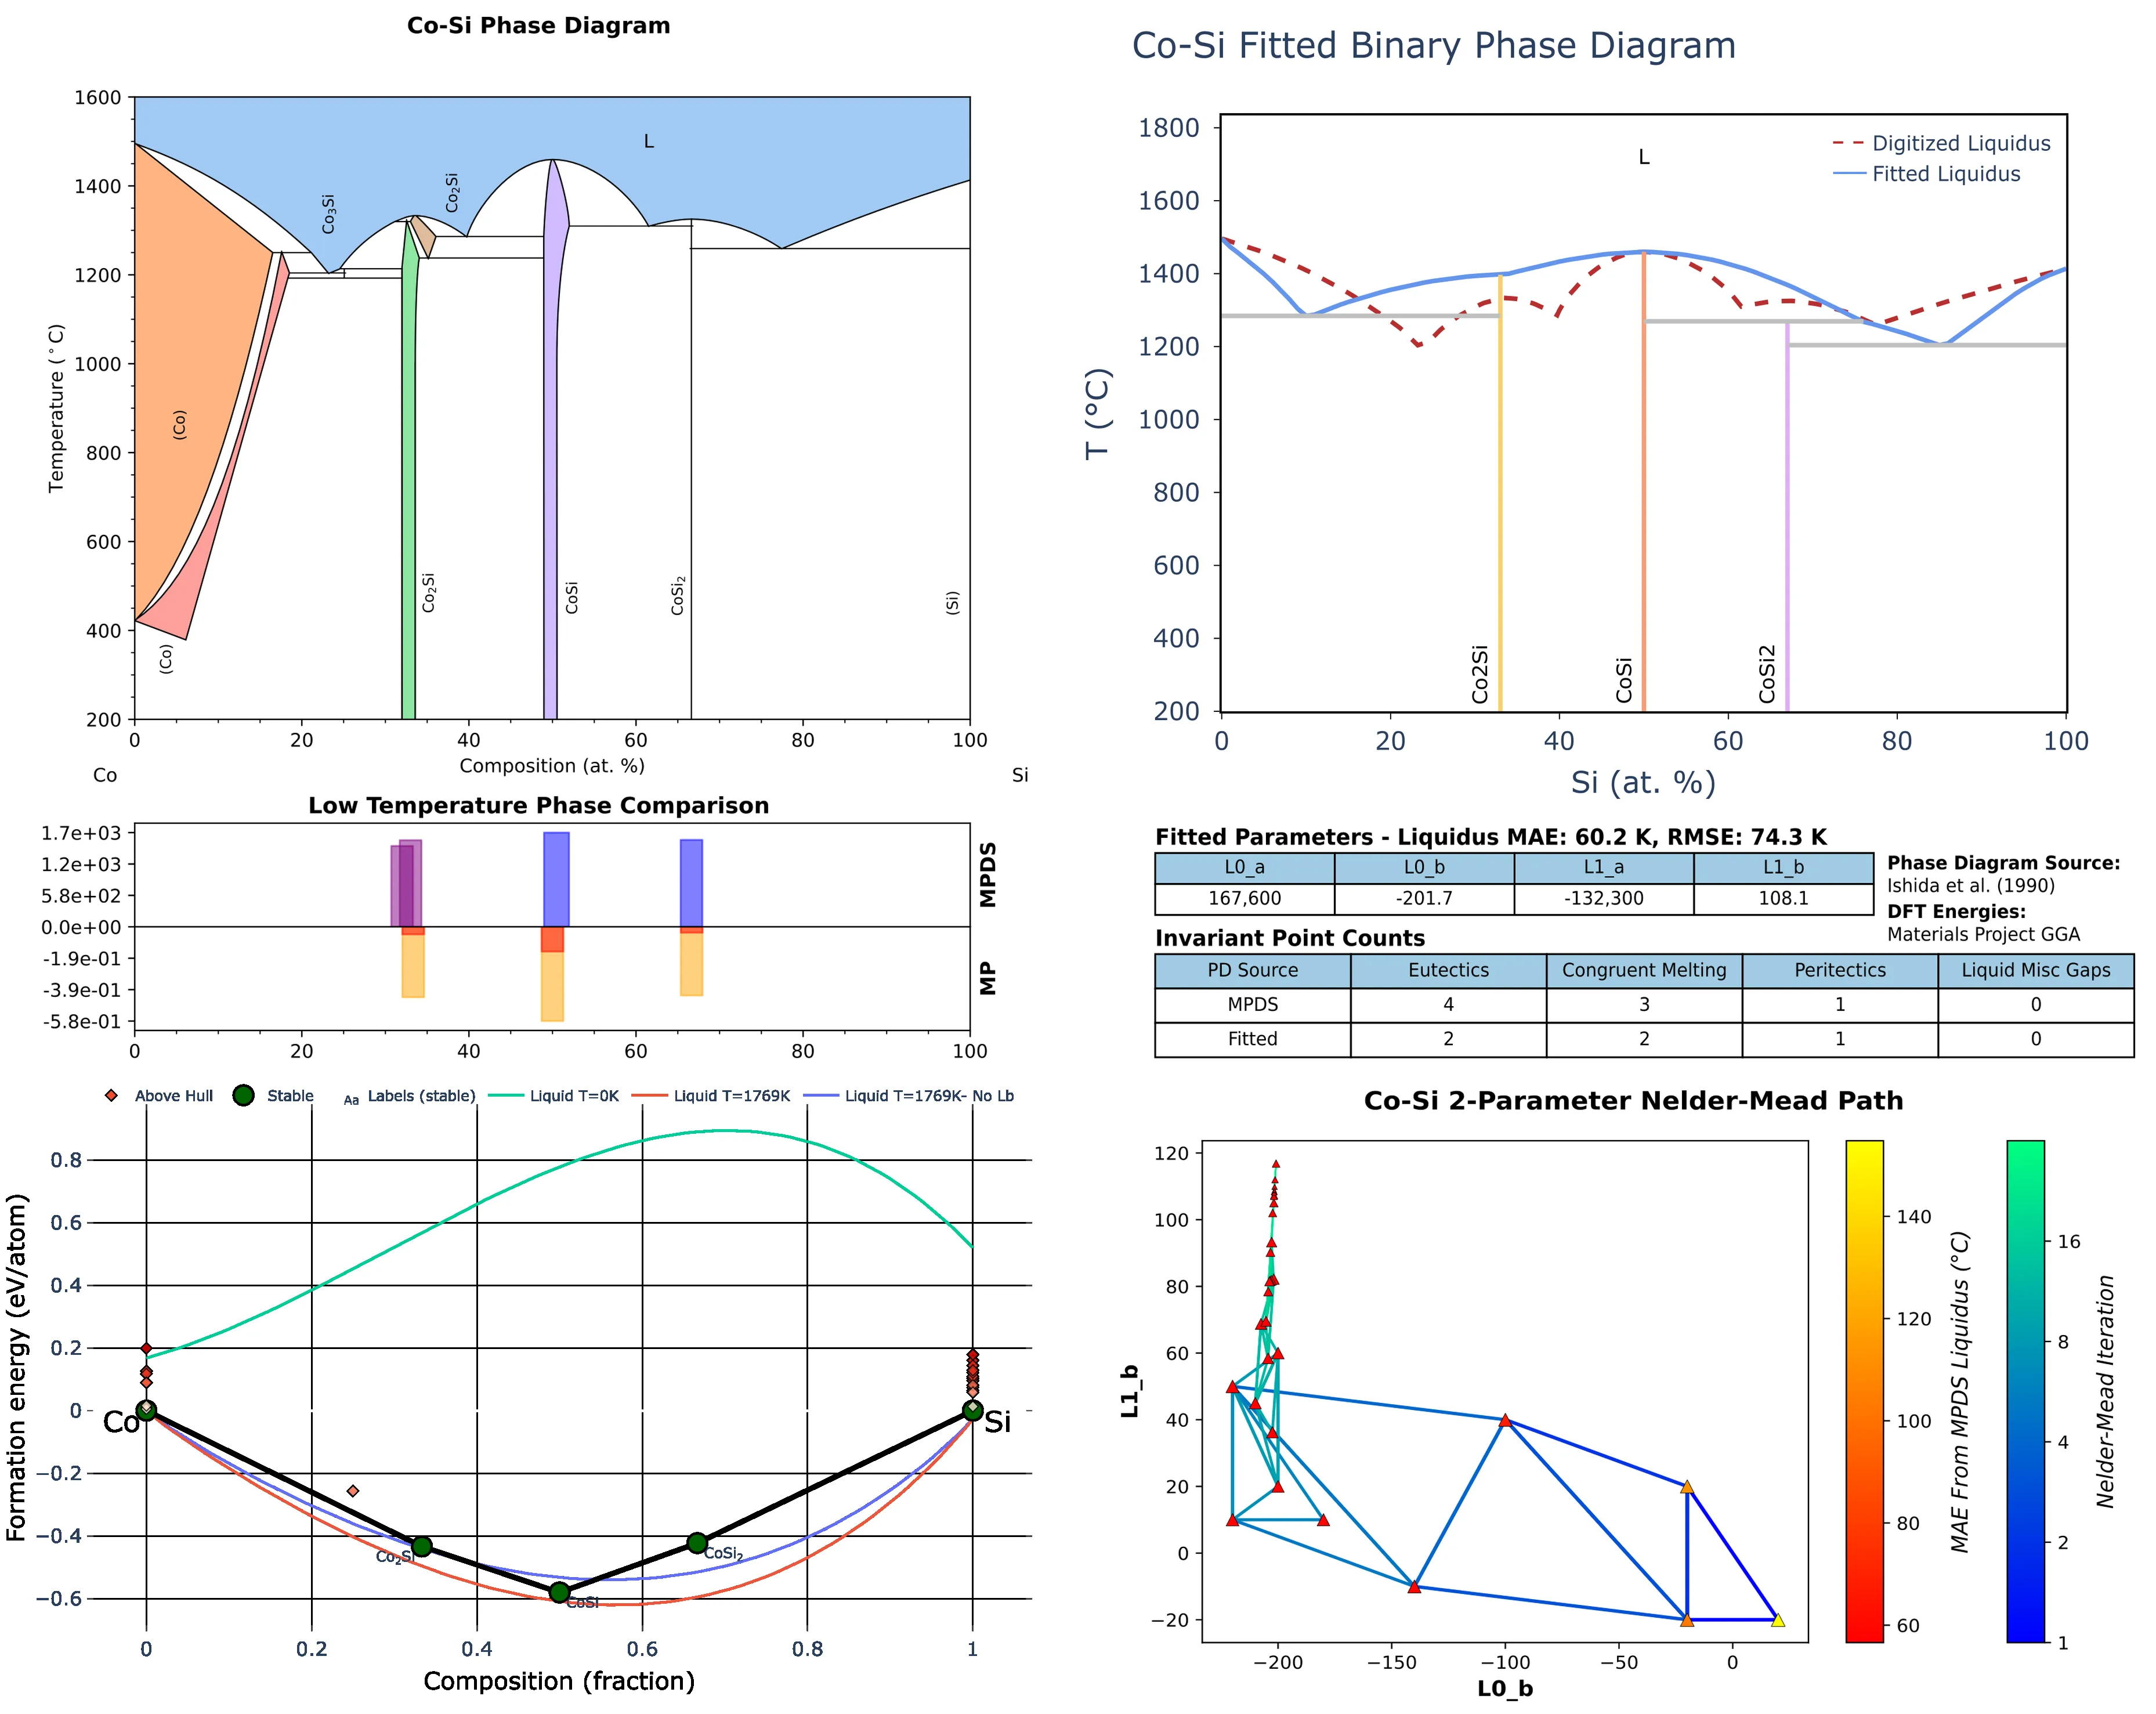 Co-Si Phase Diagram
1600
1400
1200
1000
800
600
400
200
Temperature (°C)
L
Co3Si
Co2Si
(Co)
(Co)
Co2Si
CoSi
CoSi2
(Si)
0 20 40 60 80 100
Composition (at. %)
Co Si
Co-Si Fitted Binary Phase Diagram
1800
1600
1400
1200
1000
800
600
400
200
T (°C)
L
Digitized Liquidus
Fitted Liquidus
Co2Si
CoSi
CoSi2
0 20 40 60 80 100
Si (at. %)
Low Temperature Phase Comparison
1.7e+03
1.2e+03
5.8e+02
0.0e+00
-1.9e-01
-3.9e-01
-5.8e-01
MPDS
MP
0 20 40 60 80 100
Fitted Parameters - Liquidus MAE: 60.2 K, RMSE: 74.3 K
L0_a L0_b L1_a L1_b
167,600 -201.7 -132,300 108.1
Phase Diagram Source:
Ishida et al. (1990)
DFT Energies:
Materials Project GGA
Invariant Point Counts
PD Source Eutectics Congruent Melting Peritectics Liquid Misc Gaps
MPDS 4 3 1 0
Fitted 2 2 1 0
Above Hull Stable Aa Labels (stable) Liquid T=0K Liquid T=1769K Liquid T=1769K- No Lb
0.8
0.6
0.4
0.2
0
−0.2
−0.4
−0.6
Formation energy (eV/atom)
Co
Si
Co2Si
CoSi2
CoSi
0 0.2 0.4 0.6 0.8 1
Composition (fraction)
Co-Si 2-Parameter Nelder-Mead Path
120
100
80
60
40
20
0
−20
L1_b
−200 −150 −100 −50 0
L0_b
140
120
100
80
60
MAE From MPDS Liquidus (°C)
16
8
4
2
1
Nelder-Mead Iteration